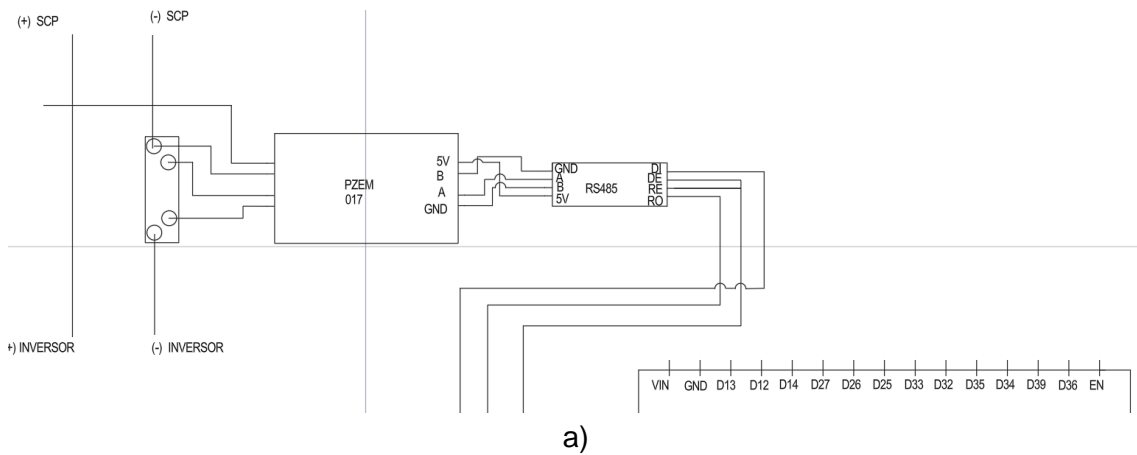 (+) SCP
(-) SCP
PZEM
017
5V
B
A
GND
GND
A
B
5V
RS485
DI
DE
RE
RO
+) INVERSOR
(-) INVERSOR
VIN GND D13 D12 D14 D27 D26 D25 D33 D32 D35 D34 D39 D36 EN
a)